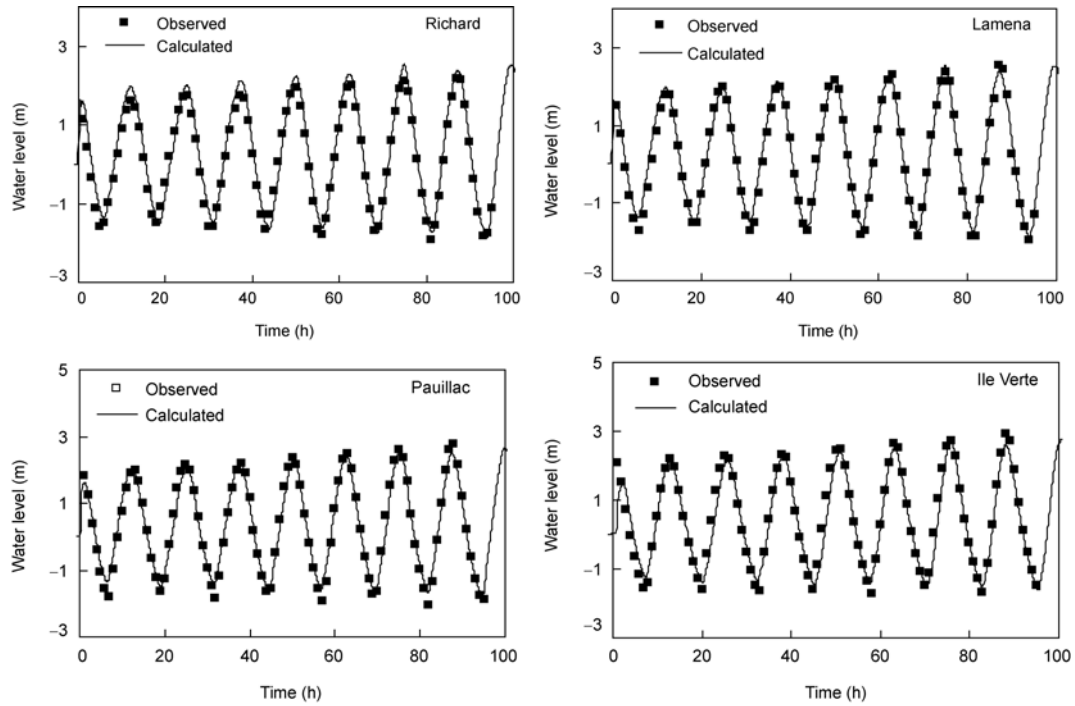 Observed
Richard
Calculated
3
1
−1
−3
Water level (m)
0 20 40 60 80 100
Time (h)
Observed
Lamena
Calculated
3
1
−1
−3
Water level (m)
0 20 40 60 80 100
Time (h)
Observed
Pauillac
Calculated
5
3
1
−1
−3
Water level (m)
0 20 40 60 80 100
Time (h)
Observed
Ile Verte
Calculated
5
3
1
−1
−3
Water level (m)
0 20 40 60 80 100
Time (h)